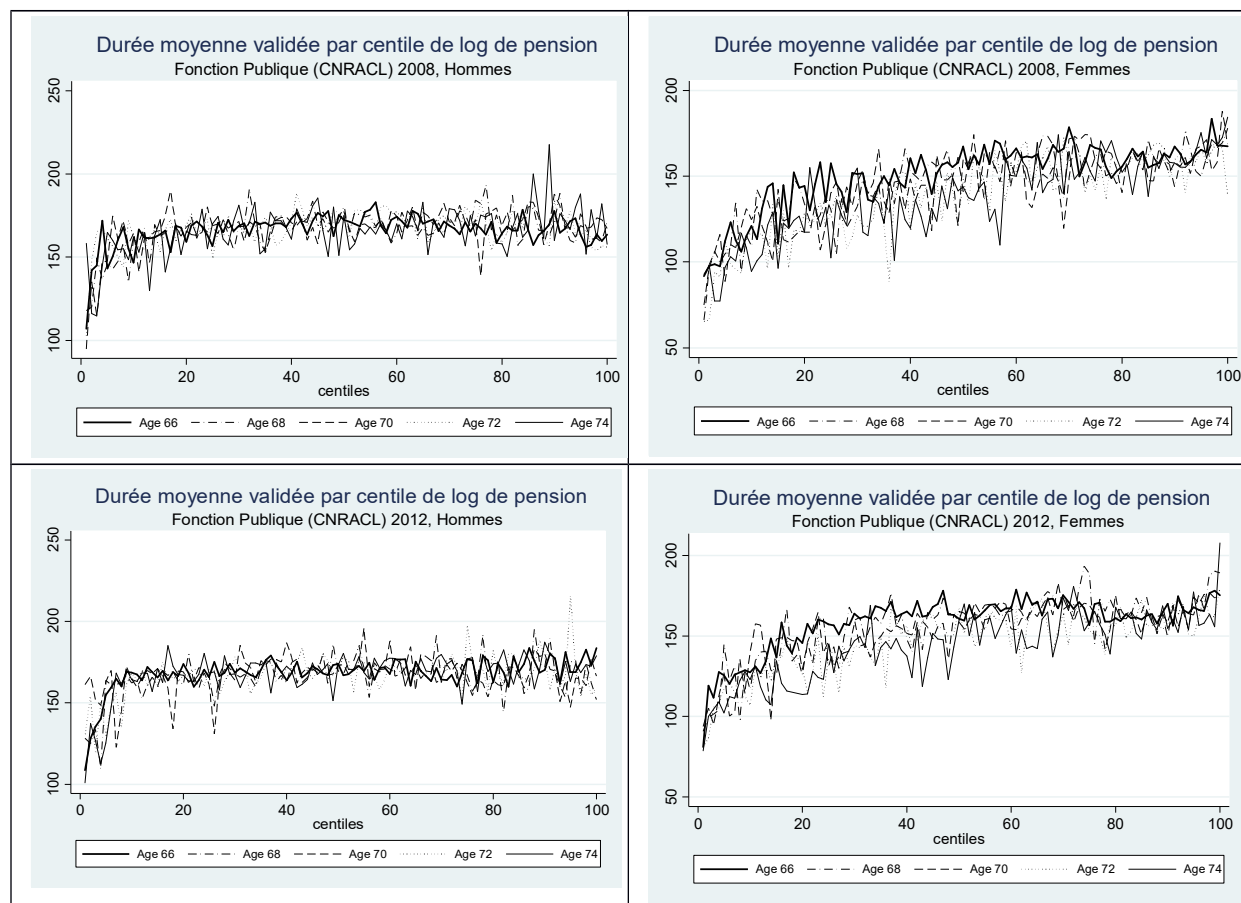 Durée moyenne validée par centile de log de pension
Fonction Publique (CNRACL) 2008, Hommes
250
200
150
100
0 20 40 60 80 100
centiles
Age 66 Age 68 Age 70 Age 72 Age 74
Durée moyenne validée par centile de log de pension
Fonction Publique (CNRACL) 2008, Femmes
200
150
100
50
0 20 40 60 80 100
centiles
Age 66 Age 68 Age 70 Age 72 Age 74
Durée moyenne validée par centile de log de pension
Fonction Publique (CNRACL) 2012, Hommes
250
200
150
100
0 20 40 60 80 100
centiles
Age 66 Age 68 Age 70 Age 72 Age 74
Durée moyenne validée par centile de log de pension
Fonction Publique (CNRACL) 2012, Femmes
200
150
100
50
0 20 40 60 80 100
centiles
Age 66 Age 68 Age 70 Age 72 Age 74